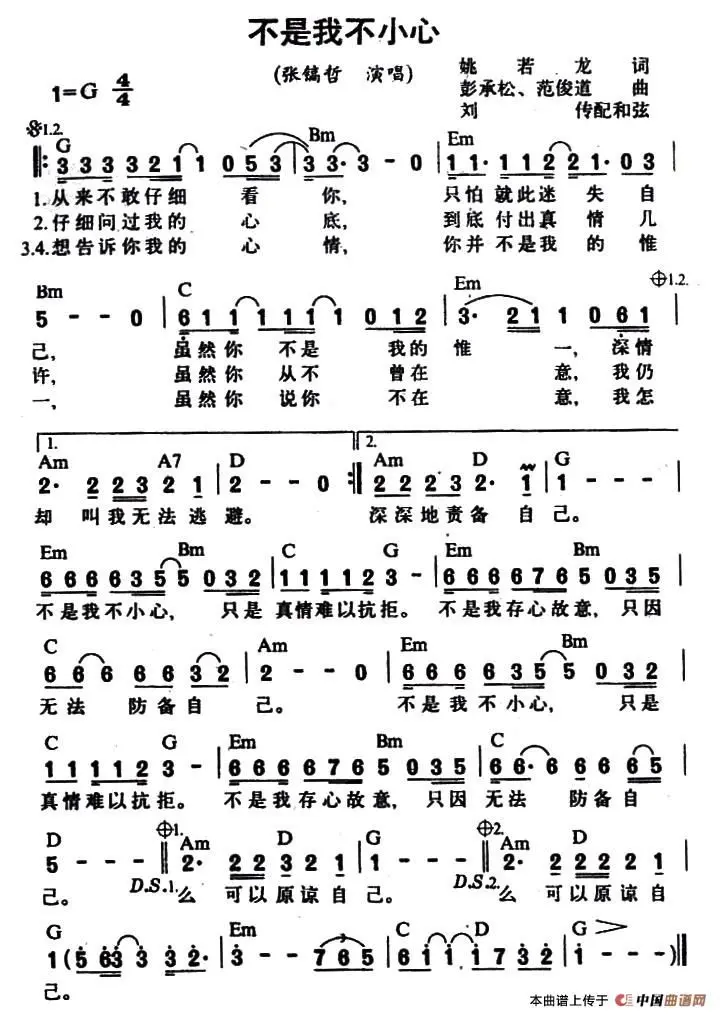 不是我不小心
(张镐哲 演唱)
姚若龙 词
彭承松、范俊道 曲
刘 传配和弦
1=G 4/4
1.2.
G Bm Em
3 3 3 3 2 1 1 0 5 3 | 3 3· 3 - 0 | 1 1· 1 1 2 2 1· 0 3 |
1.从来不敢仔细 看 你, 只怕 就此迷 失 自
2.仔细问过我的 心 底, 到底 付出真 情 几
3.4.想告诉你我的 心 情, 你并 不是我 的 惟
Bm C Em 1.2.
5 - - 0 | 6 1 1 1 1 1 1 0 1 2 | 3· 2 1 1 0 6 1 |
己, 虽然你 不是 我的 惟 一, 深情
许, 虽然你 从不 曾在 意, 我仍
一, 虽然你 说你 不在 意, 我怎
1. 2.
Am A7 D Am D G
2· 2 2 3 2 1 | 2 - - 0 :‖ 2 2 2 3 2· 1 | 1 - - - |
却 叫我无法 逃 避。 深深地责备 自 己。
Em Bm C G Em Bm
6 6 6 6 3 5 5 0 3 2 | 1 1 1 1 2 3 - | 6 6 6 6 7 6 5 0 3 5 |
不是我不小心, 只是 真情难以抗拒。 不是我存心故意, 只因
C Am Em Bm
6 6 6 6 6 3 2 | 2 - - 0 | 6 6 6 6 3 5 5 0 3 2 |
无法 防备自 己。 不是我不小心, 只是
C G Em Bm C
1 1 1 1 2 3 - | 6 6 6 6 7 6 5 0 3 5 | 6 6· 6 6 6 5 |
真情难以抗拒。 不是我存心故意, 只因 无法 防备自
D 1. Am D G 2. Am D
5 - - - ‖ 2· 2 2 3 2 1 | 1 - - - ‖ 2· 2 2 2 2 1 |
己。 D.S.1. 么 可以原谅自 己。 D.S.2. 么 可以原谅自
G Em C D G
1 ( 5 6 3 3 3 2· | 3 - - 7 6 5 | 6 1 1 1 7 3 2 | 1 - - - ) ‖
己。
本曲谱上传于 中国曲谱网